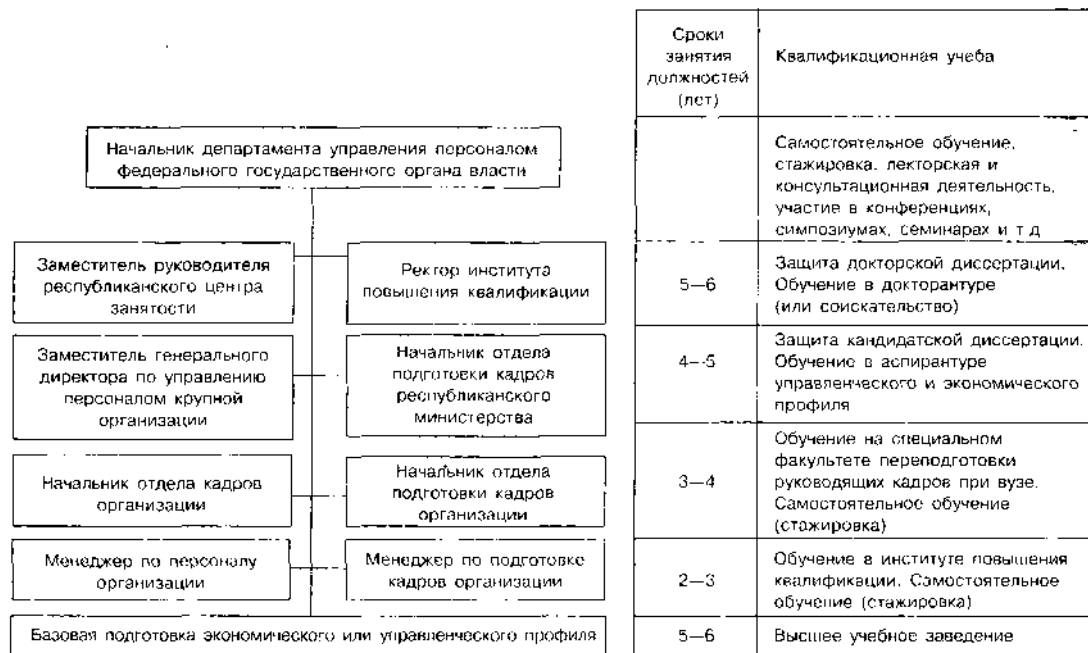 Сроки
занятия
должностей
(лет)
Квалификационная учеба
Начальник департамента управления персоналом
федерального государственного органа власти
Самостоятельное обучение,
стажировка. лекторская и
консультационная деятельность,
участие в конференциях,
симпозиумах, семинарах и т д
Заместитель руководителя
республиканского центра
занятости
Ректор института
повышения квалификации
5—6
Защита докторской диссертации.
Обучение в докторантуре
(или соискательство)
Заместитель генерального
директора по управлению
персоналом крупной
организации
Начальник отдела
подготовки кадров
республиканского
министерства
4—5
Защита кандидатской диссертации.
Обучение в аспирантуре
управленческого и экономического
профиля
Начальник отдела кадров
организации
Начальник отдела
подготовки кадров
организации
3—4
Обучение на специальном
факультете переподготовки
руководящих кадров при вузе.
Самостоятельное обучение
(стажировка)
Менеджер по персоналу
организации
Менеджер по подготовке
кадров организации
2—3
Обучение в институте повышения
квалификации. Самостоятельное
обучение (стажировка)
Базовая подготовка экономического или управленческого профиля
5—6
Высшее учебное заведение